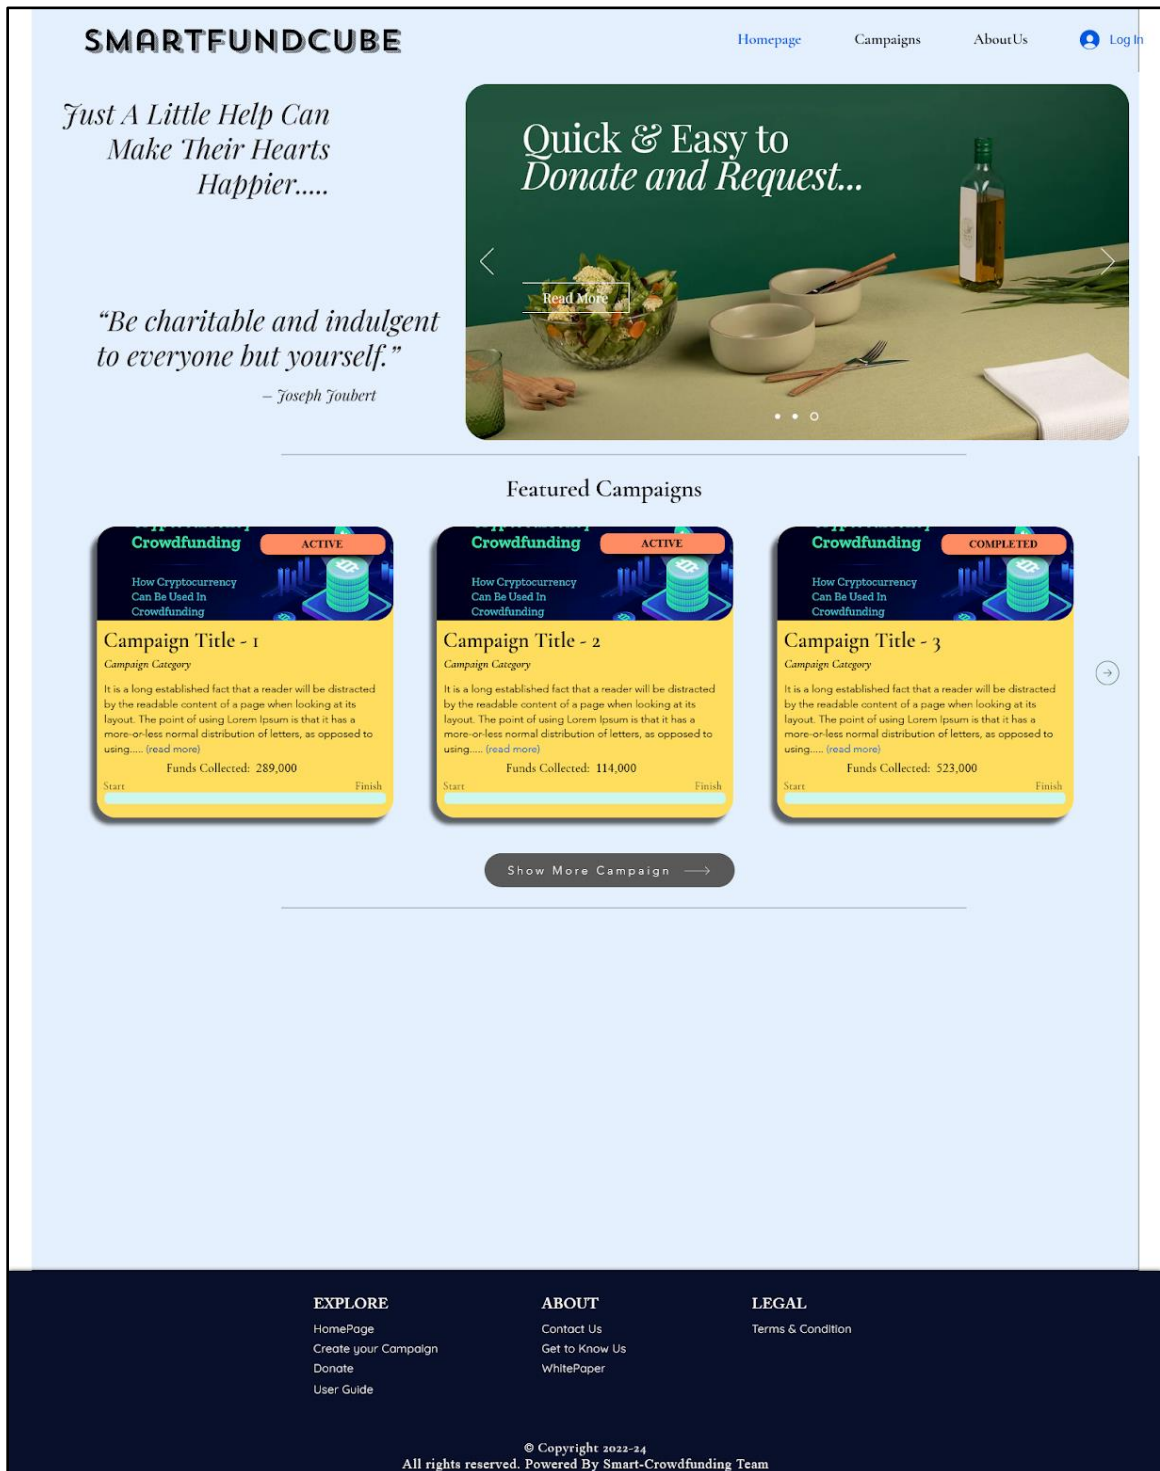 SMARTFUNDCUBE
Homepage
Campaigns
AboutUs
Log In
Just A Little Help Can
Make Their Hearts
Happier.....
“Be charitable and indulgent
to everyone but yourself.”
– Joseph Joubert
Quick & Easy to
Donate and Request...
Read More
Featured Campaigns
Crowdfunding
ACTIVE
How Cryptocurrency
Can Be Used In
Crowdfunding
Campaign Title - 1
Campaign Category
It is a long established fact that a reader will be distracted
by the readable content of a page when looking at its
layout. The point of using Lorem Ipsum is that it has a
more-or-less normal distribution of letters, as opposed to
using..... (read more)
Funds Collected: 289,000
Start
Finish
Crowdfunding
ACTIVE
How Cryptocurrency
Can Be Used In
Crowdfunding
Campaign Title - 2
Campaign Category
It is a long established fact that a reader will be distracted
by the readable content of a page when looking at its
layout. The point of using Lorem Ipsum is that it has a
more-or-less normal distribution of letters, as opposed to
using..... (read more)
Funds Collected: 114,000
Start
Finish
Crowdfunding
COMPLETED
How Cryptocurrency
Can Be Used In
Crowdfunding
Campaign Title - 3
Campaign Category
It is a long established fact that a reader will be distracted
by the readable content of a page when looking at its
layout. The point of using Lorem Ipsum is that it has a
more-or-less normal distribution of letters, as opposed to
using..... (read more)
Funds Collected: 523,000
Start
Finish
Show More Campaign
EXPLORE
HomePage
Create your Campaign
Donate
User Guide
ABOUT
Contact Us
Get to Know Us
WhitePaper
LEGAL
Terms & Condition
© Copyright 2022-24
All rights reserved. Powered By Smart-Crowdfunding Team